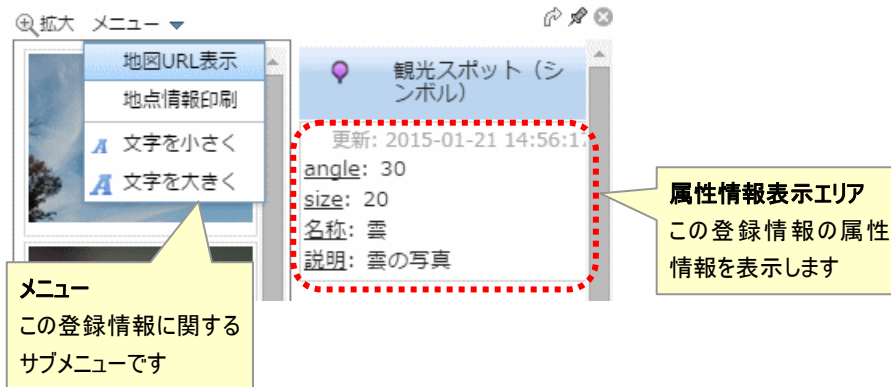 拡大 メニュー
地図URL表示
地点情報印刷
A 文字を小さく
A 文字を大きく
観光スポット（シ
ンボル）
更新: 2015-01-21 14:56:17
angle: 30
size: 20
名称: 雲
説明: 雲の写真
属性情報表示エリア
この登録情報の属性
情報を表示します
メニュー
この登録情報に関する
サブメニューです